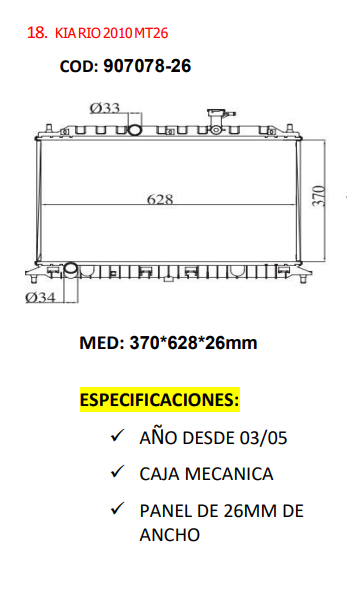 18. KIA RIO 2010 MT26
COD: 907078-26
Ø33
628
370
Ø34
MED: 370*628*26mm
ESPECIFICACIONES:
✓ AÑO DESDE 03/05
✓ CAJA MECANICA
✓ PANEL DE 26MM DE
ANCHO